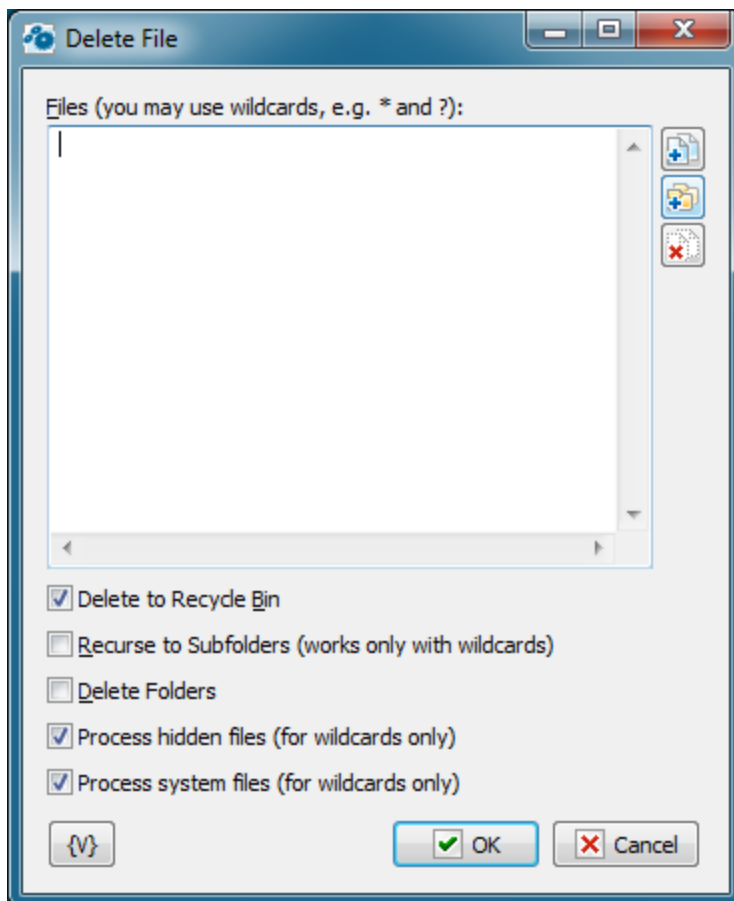 Delete File
Files (you may use wildcards, e.g. * and ?):
Delete to Recycle Bin
Recurse to Subfolders (works only with wildcards)
Delete Folders
Process hidden files (for wildcards only)
Process system files (for wildcards only)
{V} OK Cancel